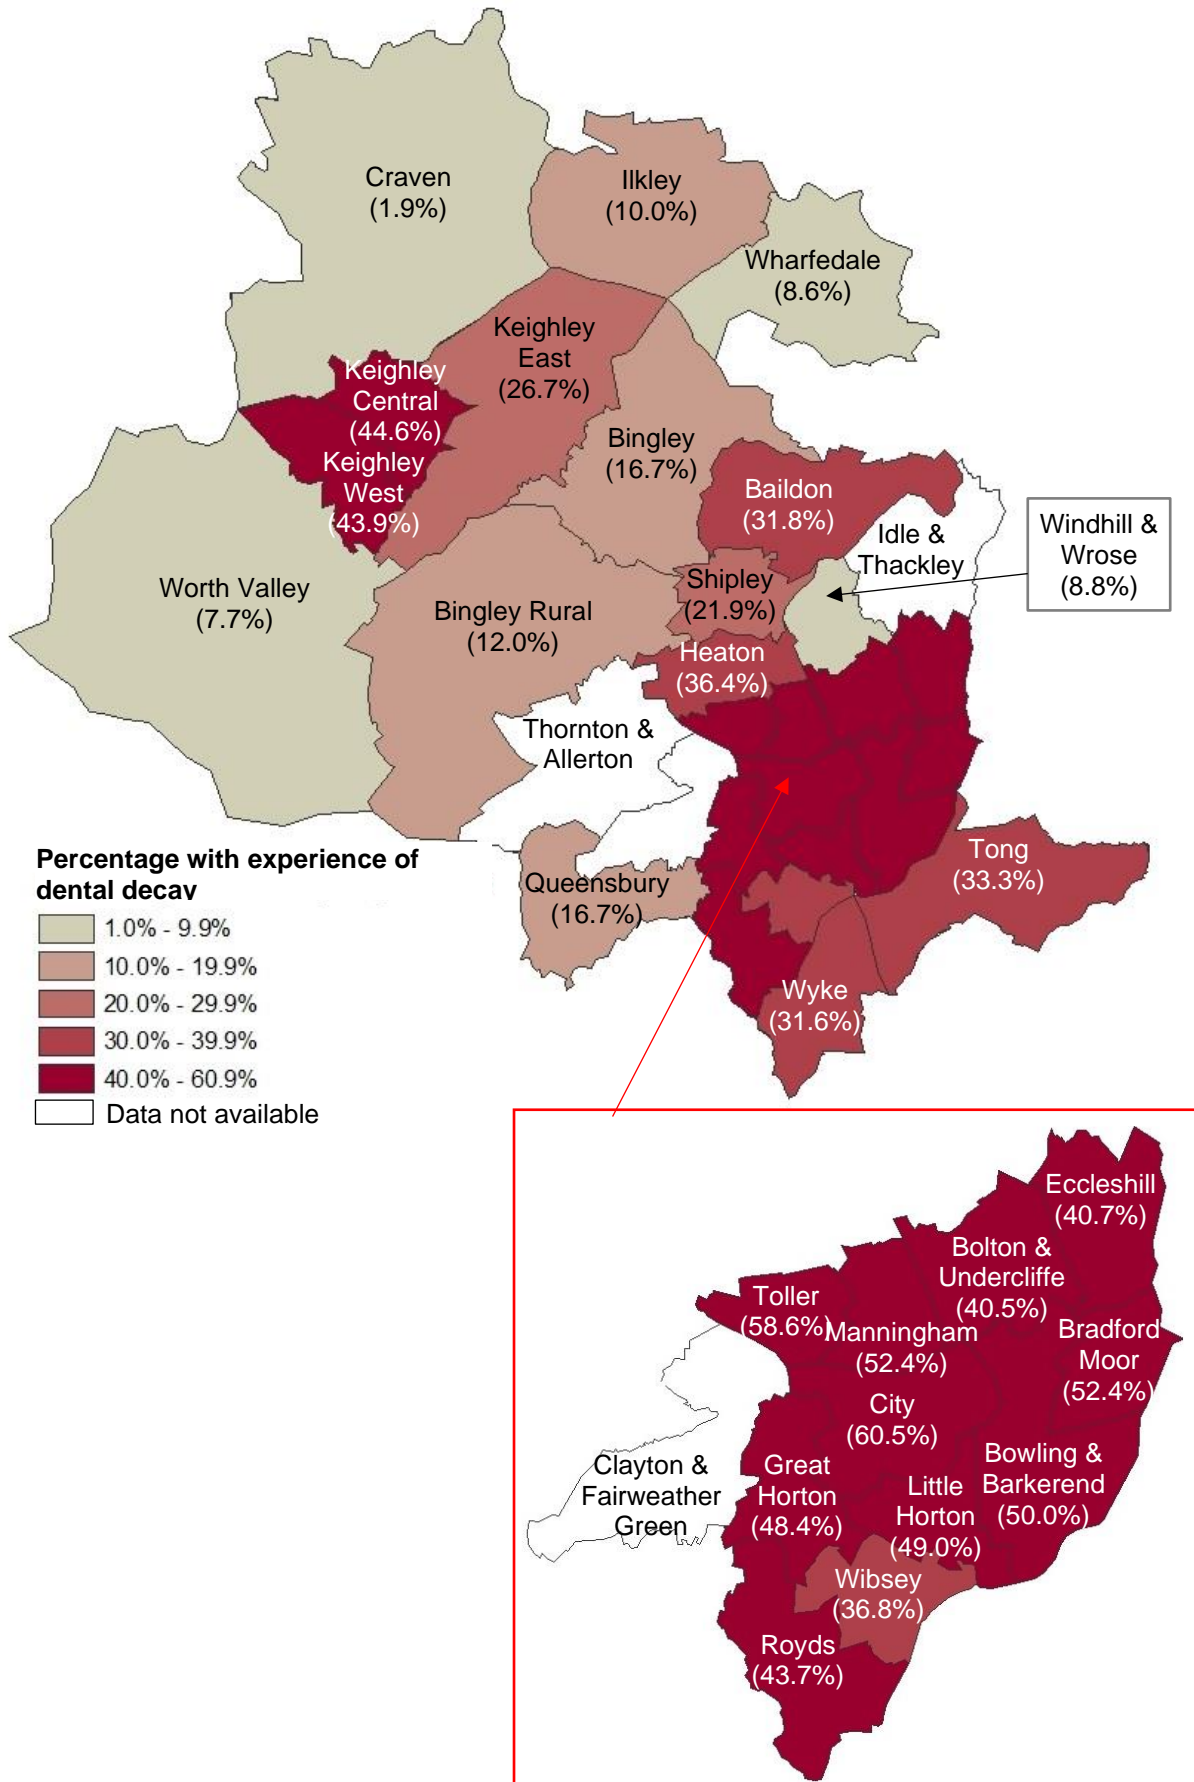 Craven
(1.9%)
Ilkley
(10.0%)
Wharfedale
(8.6%)
Keighley
East
(26.7%)
Keighley
Central
(44.6%)
Keighley
West
(43.9%)
Bingley
(16.7%)
Baildon
(31.8%)
Idle &
Thackley
Windhill &
Wrose
(8.8%)
Worth Valley
(7.7%)
Bingley Rural
(12.0%)
Shipley
(21.9%)
Heaton
(36.4%)
Thornton &
Allerton
Queensbury
(16.7%)
Tong
(33.3%)
Wyke
(31.6%)
Percentage with experience of
dental decay
1.0% - 9.9%
10.0% - 19.9%
20.0% - 29.9%
30.0% - 39.9%
40.0% - 60.9%
Data not available
Eccleshill
(40.7%)
Bolton &
Undercliffe
(40.5%)
Toller
(58.6%)
Manningham
(52.4%)
Bradford
Moor
(52.4%)
City
(60.5%)
Clayton &
Fairweather
Green
Great
Horton
(48.4%)
Little
Horton
(49.0%)
Bowling &
Barkerend
(50.0%)
Wibsey
(36.8%)
Royds
(43.7%)